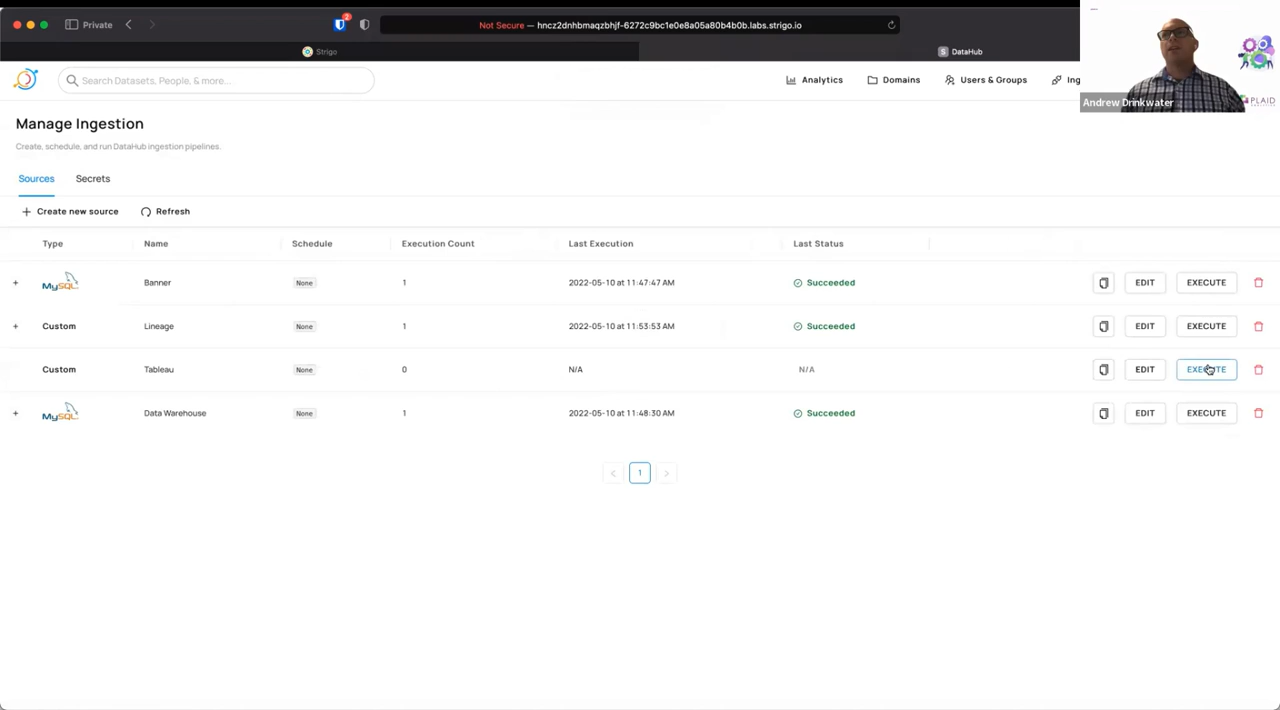 2
Private
Not Secure — hncz2dnhbmaqzbhjf-6272c9bc1e0e8a05a80b4b0b.labs.strigo.io
Strigo
S DataHub
Search Datasets, People, & more...
Analytics
Domains
Users & Groups
Ing
Andrew Drinkwater
PLAID
Manage Ingestion
Create, schedule, and run DataHub ingestion pipelines.
Sources Secrets
+ Create new source Refresh
Type Name Schedule Execution Count Last Execution Last Status
+ MySQL Banner None 1 2022-05-10 at 11:47:47 AM Succeeded EDIT EXECUTE
+ Custom Lineage None 1 2022-05-10 at 11:53:53 AM Succeeded EDIT EXECUTE
Custom Tableau None 0 N/A N/A EDIT EXECUTE
+ MySQL Data Warehouse None 1 2022-05-10 at 11:48:30 AM Succeeded EDIT EXECUTE
< 1 >